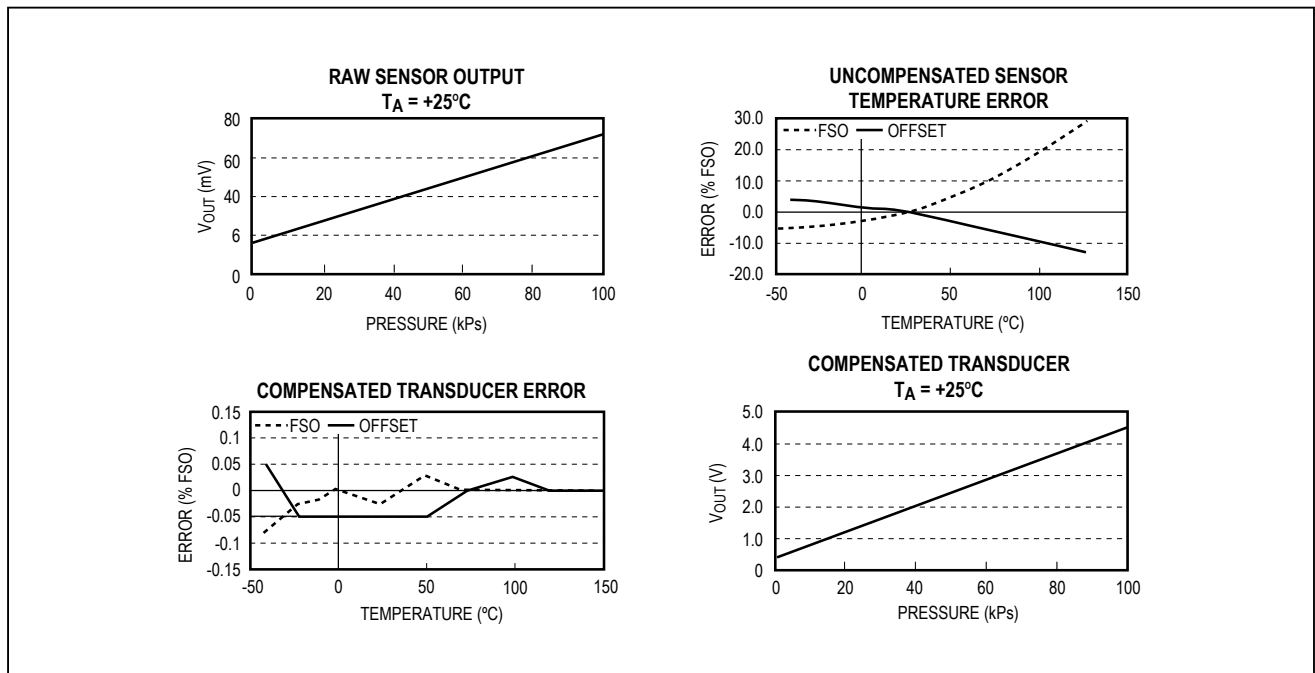 RAW SENSOR OUTPUT
TA = +25ºC
80
60
40
6
0
VOUT (mV)
0 20 40 60 80 100
PRESSURE (kPs)
UNCOMPENSATED SENSOR
TEMPERATURE ERROR
30.0
20.0
10.0
0.0
-10.0
-20.0
ERROR (% FSO)
FSO OFFSET
-50 0 50 100 150
TEMPERATURE (ºC)
COMPENSATED TRANSDUCER ERROR
0.15
0.1
0.05
0
-0.05
-0.1
-0.15
ERROR (% FSO)
FSO OFFSET
-50 0 50 100 150
TEMPERATURE (ºC)
COMPENSATED TRANSDUCER
TA = +25ºC
5.0
4.0
3.0
2.0
1.0
0
VOUT (V)
0 20 40 60 80 100
PRESSURE (kPs)